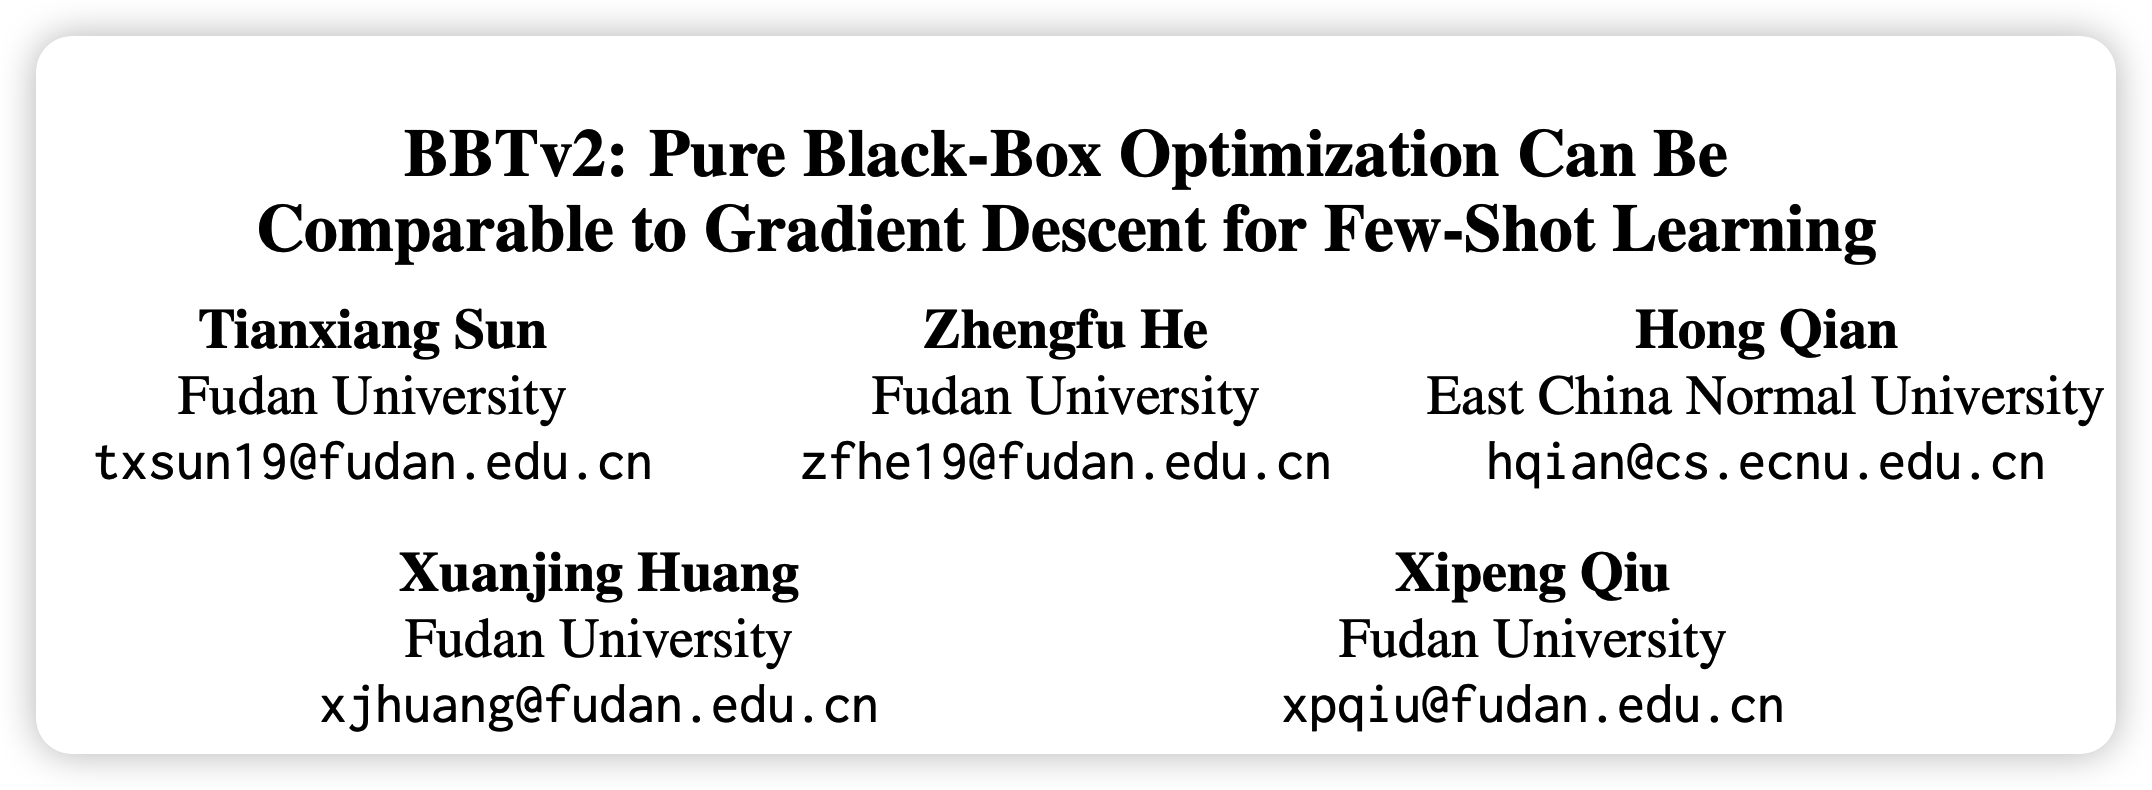 BBTv2: Pure Black-Box Optimization Can Be
Comparable to Gradient Descent for Few-Shot Learning
Tianxiang Sun
Fudan University
txsun19@fudan.edu.cn
Zhengfu He
Fudan University
zfhe19@fudan.edu.cn
Hong Qian
East China Normal University
hqian@cs.ecnu.edu.cn
Xuanjing Huang
Fudan University
xjhuang@fudan.edu.cn
Xipeng Qiu
Fudan University
xpqiu@fudan.edu.cn